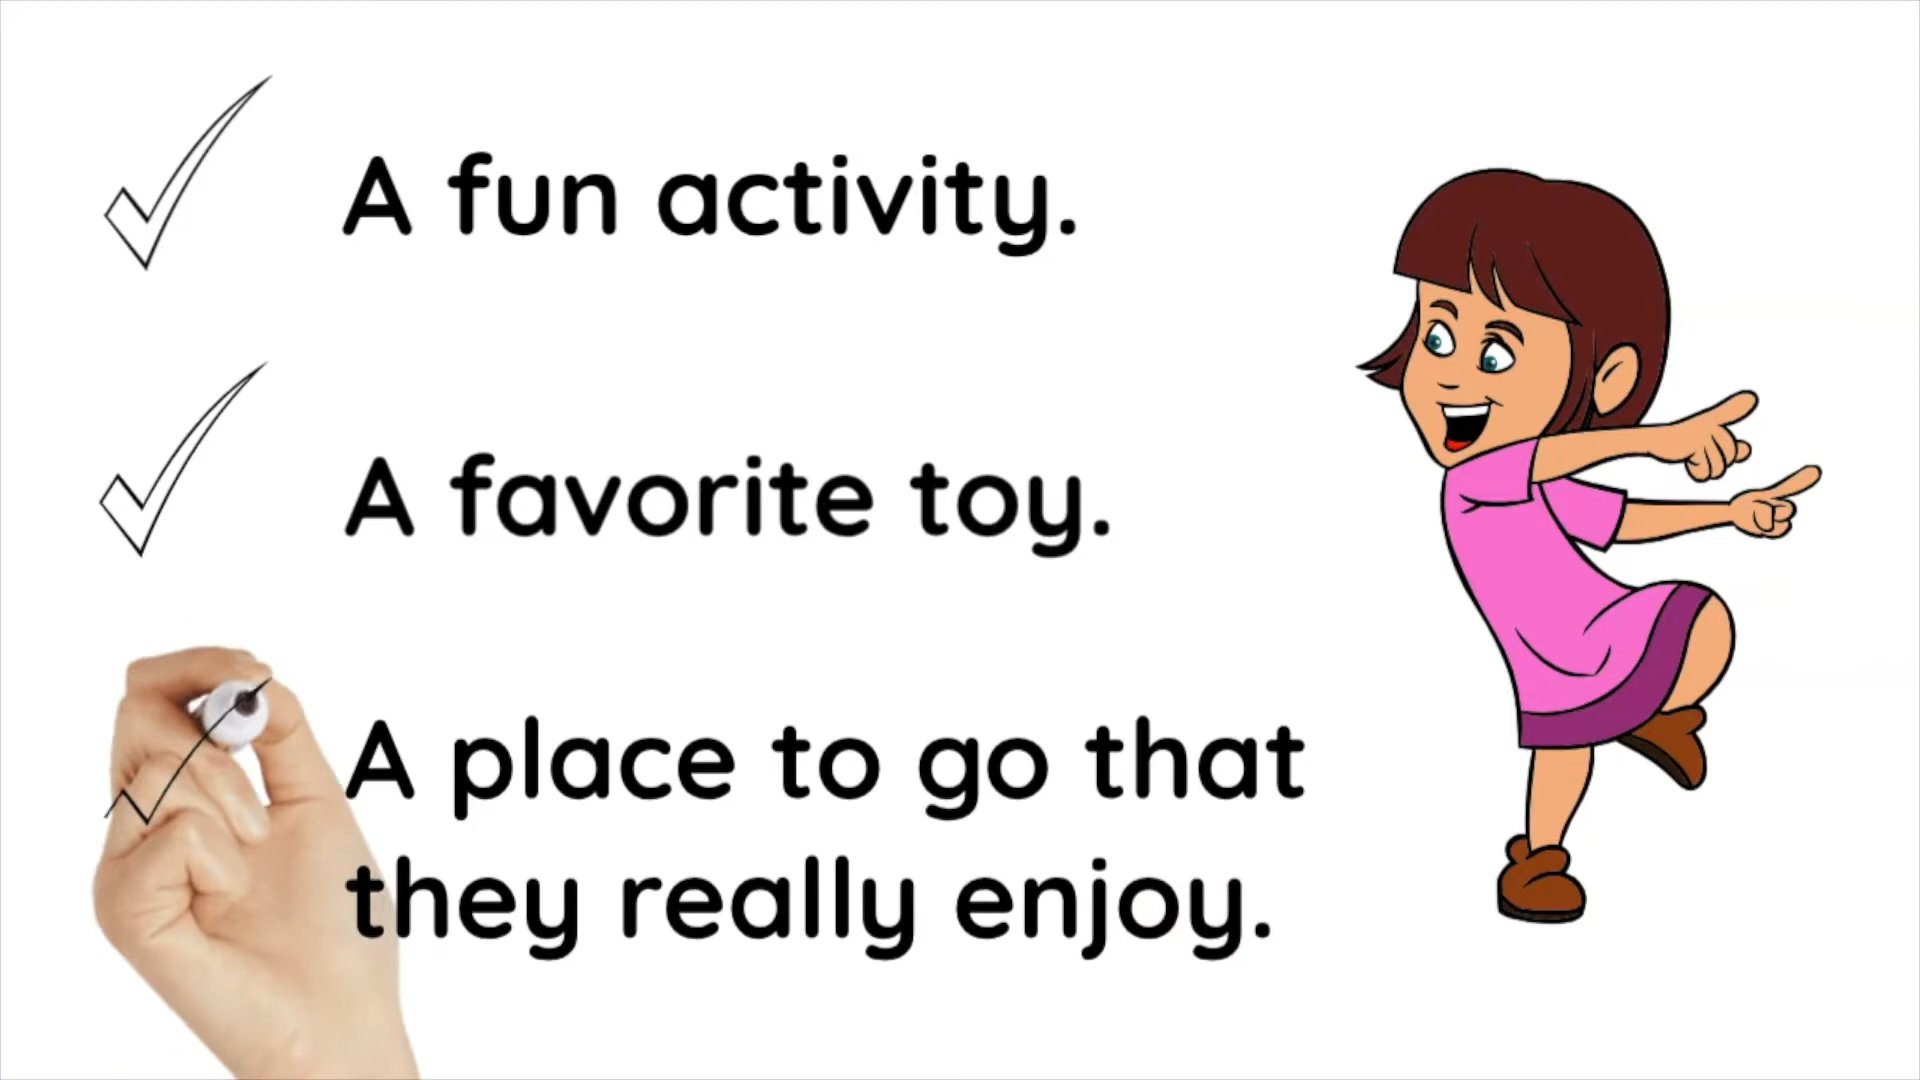 A fun activity.
A favorite toy.
A place to go that
they really enjoy.